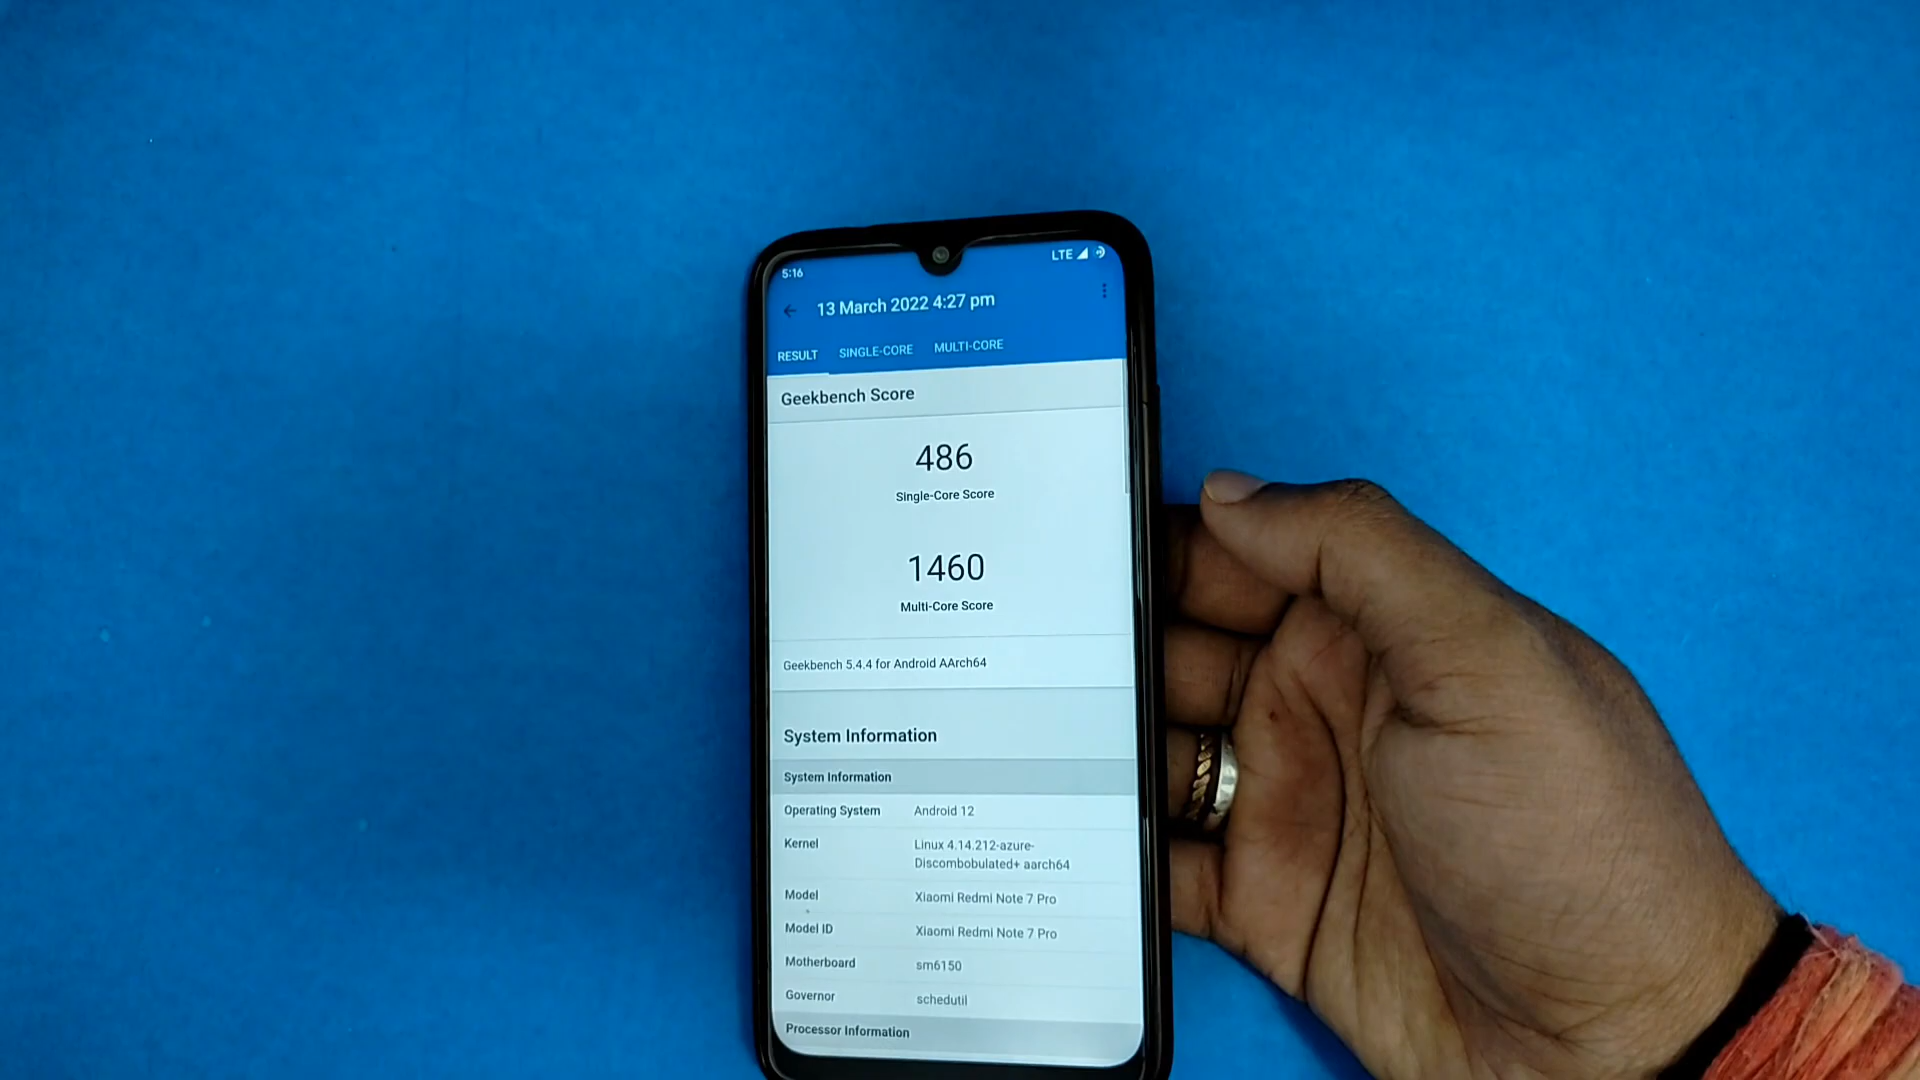 5:16
LTE
13 March 2022 4:27 pm
RESULT SINGLE-CORE MULTI-CORE
Geekbench Score
486
Single-Core Score
1460
Multi-Core Score
Geekbench 5.4.4 for Android AArch64
System Information
System Information
Operating System Android 12
Kernel Linux 4.14.212-azure-
Discombobulated+ aarch64
Model Xiaomi Redmi Note 7 Pro
Model ID Xiaomi Redmi Note 7 Pro
Motherboard sm6150
Governor schedutil
Processor Information